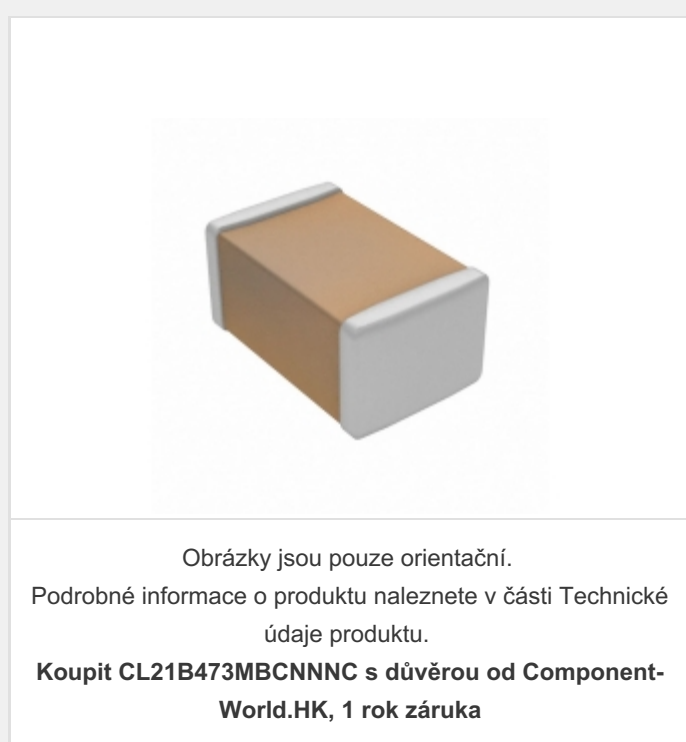 Obrázky jsou pouze orientační.
Podrobné informace o produktu naleznete v části Technické
údaje produktu.
Koupit CL21B473MBCNNNC s důvěrou od Component-
World.HK, 1 rok záruka